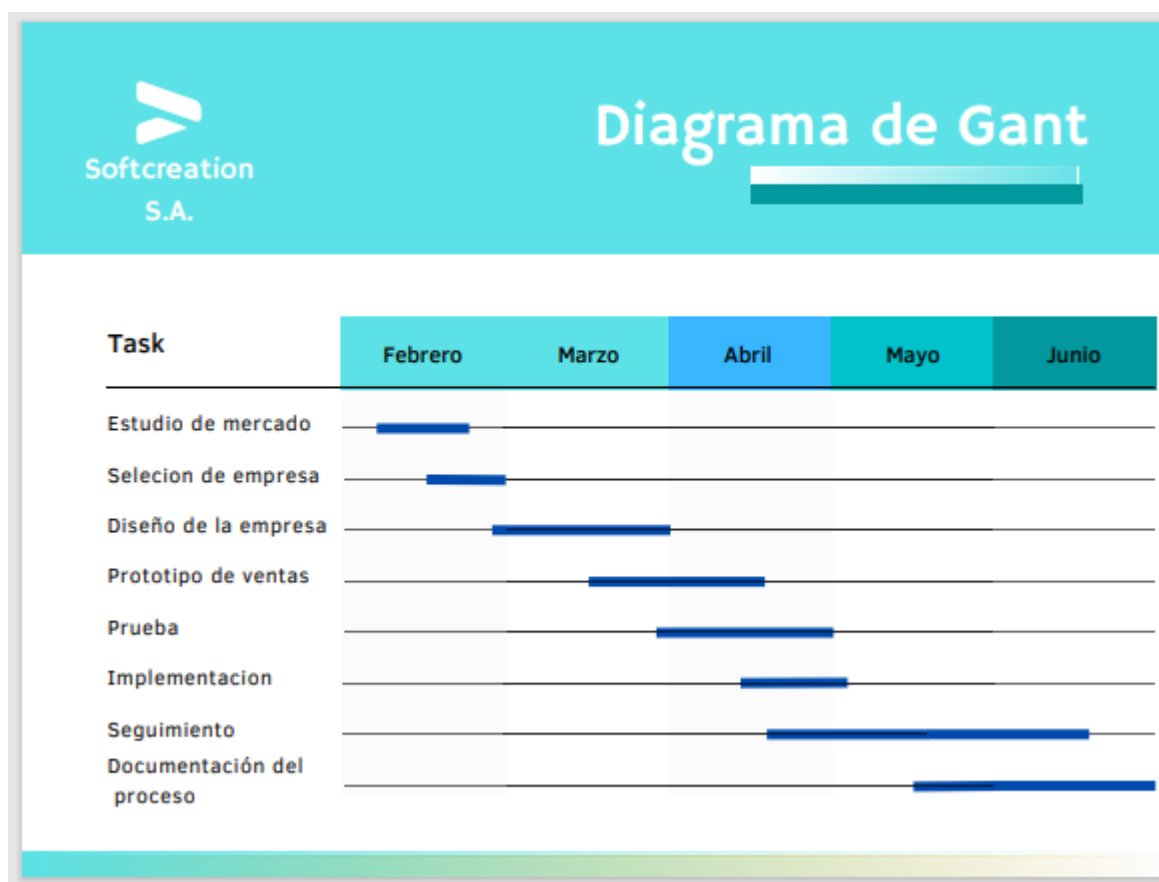 Softcreation
S.A.
Diagrama de Gant
Task
Febrero Marzo Abril Mayo Junio
Estudio de mercado
Selecion de empresa
Diseño de la empresa
Prototipo de ventas
Prueba
Implementacion
Seguimiento
Documentación del
proceso